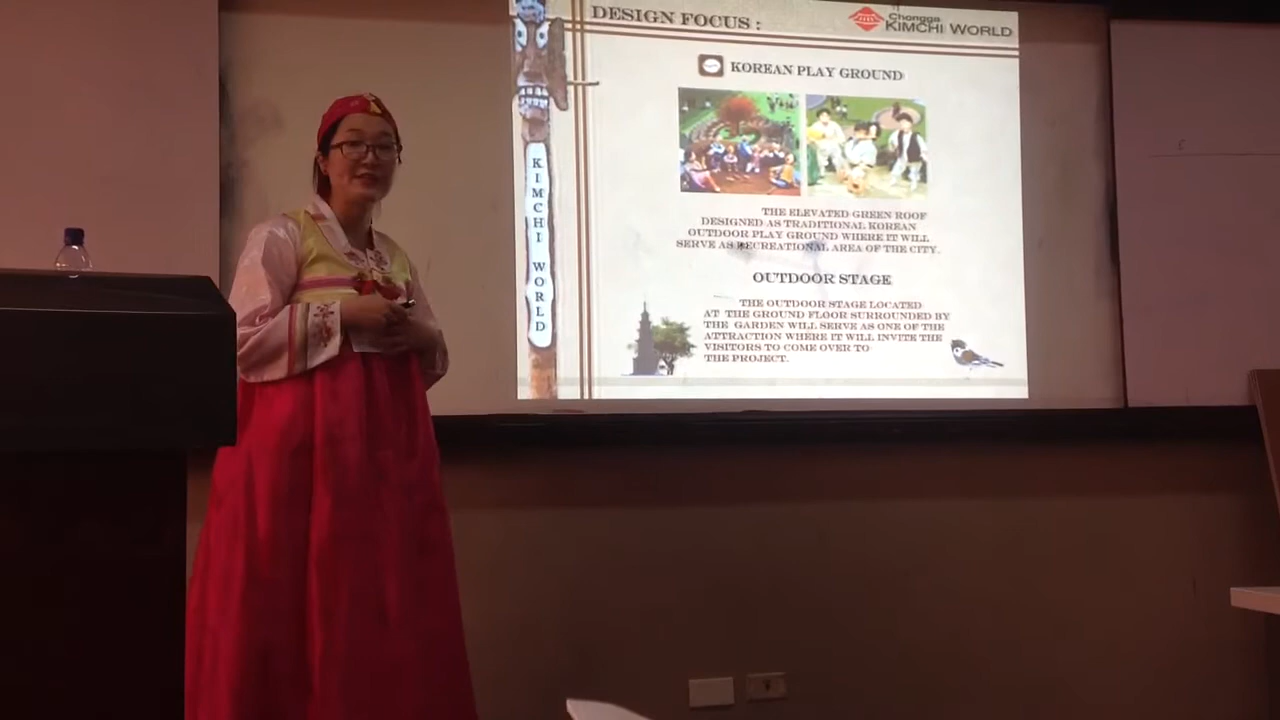 DESIGN FOCUS :
Chongga
KIMCHI WORLD
KOREAN PLAY GROUND
THE ELEVATED GREEN ROOF
DESIGNED AS TRADITIONAL KOREAN
OUTDOOR PLAY GROUND WHERE IT WILL
SERVE AS RECREATIONAL AREA OF THE CITY.
OUTDOOR STAGE
THE OUTDOOR STAGE LOCATED
AT THE GROUND FLOOR SURROUNDED BY
THE GARDEN WILL SERVE AS ONE OF THE
ATTRACTION WHERE IT WILL INVITE THE
VISITORS TO COME OVER TO
THE PROJECT.
KIMCHI WORLD